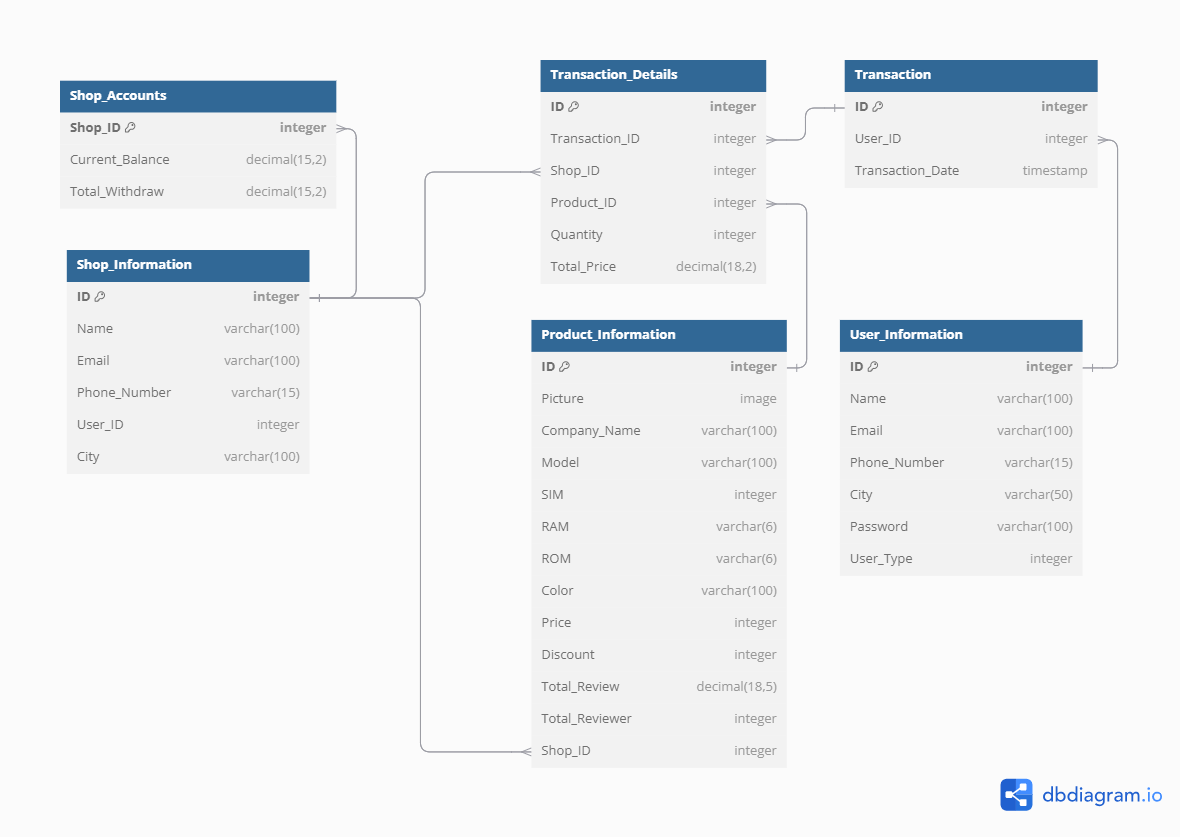 Shop_Accounts
Shop_ID integer
Current_Balance decimal(15,2)
Total_Withdraw decimal(15,2)
Shop_Information
ID integer
Name varchar(100)
Email varchar(100)
Phone_Number varchar(15)
User_ID integer
City varchar(100)
Transaction_Details
ID integer
Transaction_ID integer
Shop_ID integer
Product_ID integer
Quantity integer
Total_Price decimal(18,2)
Transaction
ID integer
User_ID integer
Transaction_Date timestamp
Product_Information
ID integer
Picture image
Company_Name varchar(100)
Model varchar(100)
SIM integer
RAM varchar(6)
ROM varchar(6)
Color varchar(100)
Price integer
Discount integer
Total_Review decimal(18,5)
Total_Reviewer integer
Shop_ID integer
User_Information
ID integer
Name varchar(100)
Email varchar(100)
Phone_Number varchar(15)
City varchar(50)
Password varchar(100)
User_Type integer
dbdiagram.io